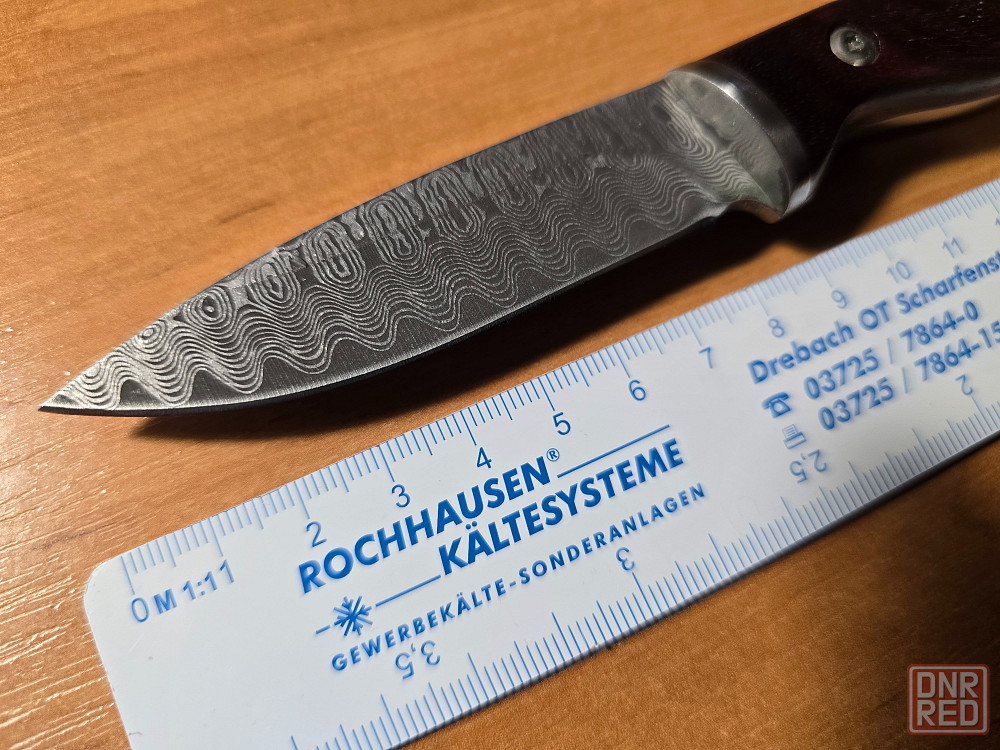 0 M 1:1 1 2 3 4 5 6 7 8 9 10 11
ROCHHAUSEN®
KÄLTESYSTEME
GEWERBEKÄLTE-SONDERANLAGEN
Drebach OT Scharfenst
☎ 03725 / 7864-0
03725 / 7864-15
3,5 3 2,5 2
DNR
RED